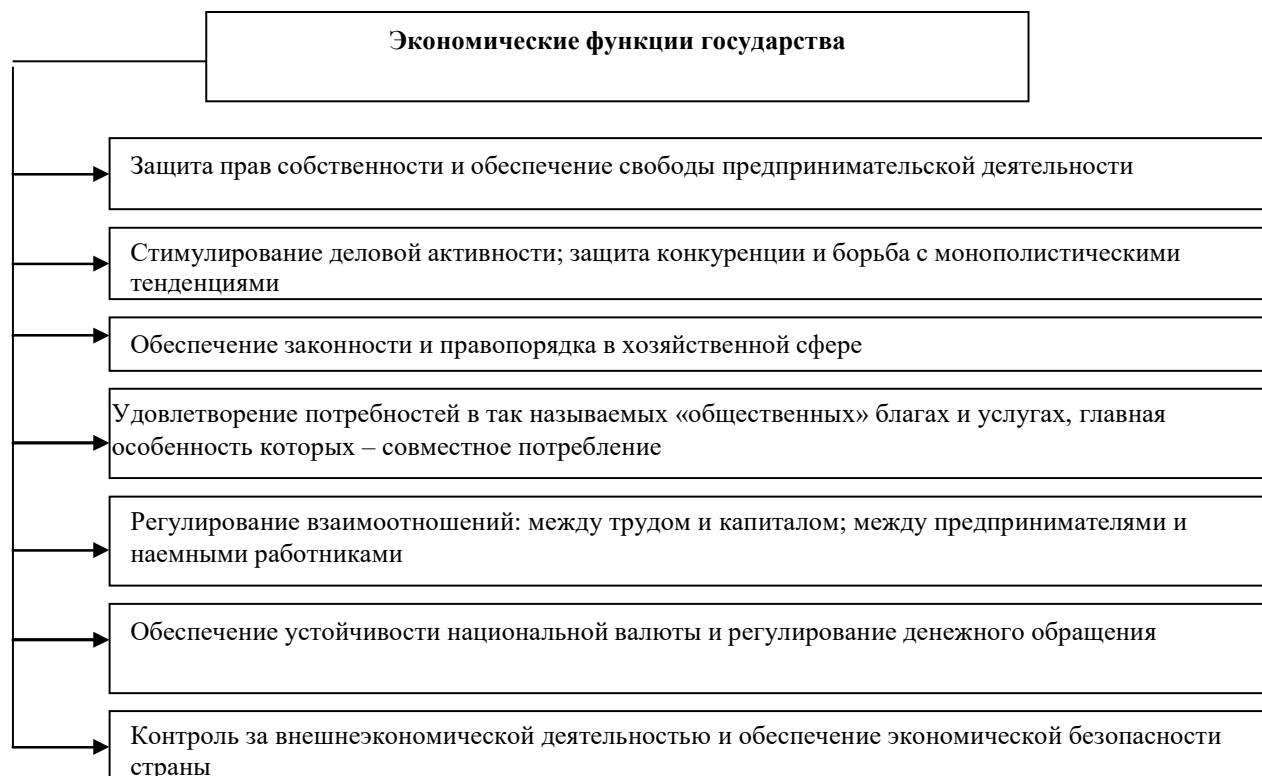 Экономические функции государства
Защита прав собственности и обеспечение свободы предпринимательской деятельности
Стимулирование деловой активности; защита конкуренции и борьба с монополистическими
тенденциями
Обеспечение законности и правопорядка в хозяйственной сфере
Удовлетворение потребностей в так называемых «общественных» благах и услугах, главная
особенность которых – совместное потребление
Регулирование взаимоотношений: между трудом и капиталом; между предпринимателями и
наемными работниками
Обеспечение устойчивости национальной валюты и регулирование денежного обращения
Контроль за внешнеэкономической деятельностью и обеспечение экономической безопасности
страны